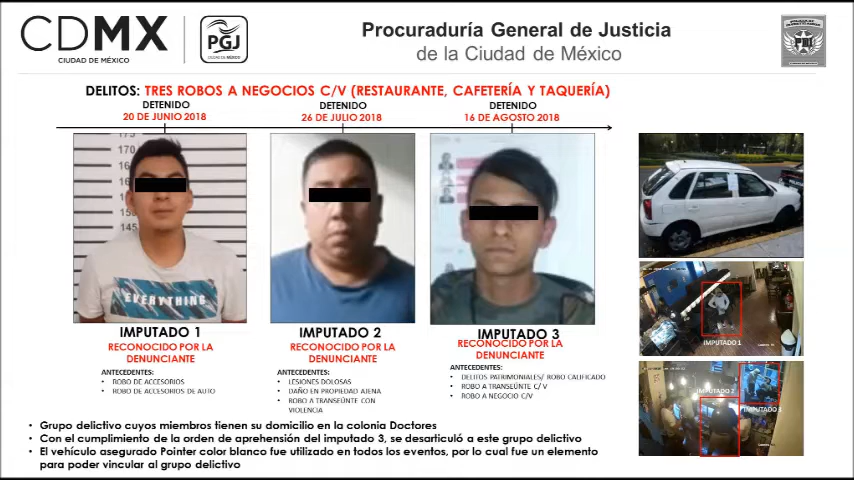 CDMX
CIUDAD DE MÉXICO
PGJ
CIUDAD DE MÉXICO
Procuraduría General de Justicia
de la Ciudad de México
PDI
DELITOS: TRES ROBOS A NEGOCIOS C/V (RESTAURANTE, CAFETERÍA Y TAQUERÍA)
DETENIDO
20 DE JUNIO 2018
DETENIDO
26 DE JULIO 2018
DETENIDO
16 DE AGOSTO 2018
170
145
EVERYTHING
IMPUTADO 1
RECONOCIDO POR LA
DENUNCIANTE
ANTECEDENTES:
• ROBO DE ACCESORIOS
• ROBO DE ACCESORIOS DE AUTO
IMPUTADO 2
RECONOCIDO POR LA
DENUNCIANTE
ANTECEDENTES:
• LESIONES DOLOSAS
• DAÑO EN PROPIEDAD AJENA
• ROBO A TRANSEÚNTE CON
VIOLENCIA
IMPUTADO 3
RECONOCIDO POR LA
DENUNCIANTE
ANTECEDENTES:
• DELITOS PATRIMONIALES/ ROBO CALIFICADO
• ROBO A TRANSEÚNTE C/ V
• ROBO A NEGOCIO C/V
IMPUTADO 1
IMPUTADO 2
IMPUTADO 3
• Grupo delictivo cuyos miembros tienen su domicilio en la colonia Doctores
• Con el cumplimiento de la orden de aprehensión del imputado 3, se desarticuló a este grupo delictivo
• El vehículo asegurado Pointer color blanco fue utilizado en todos los eventos, por lo cual fue un elemento
para poder vincular al grupo delictivo